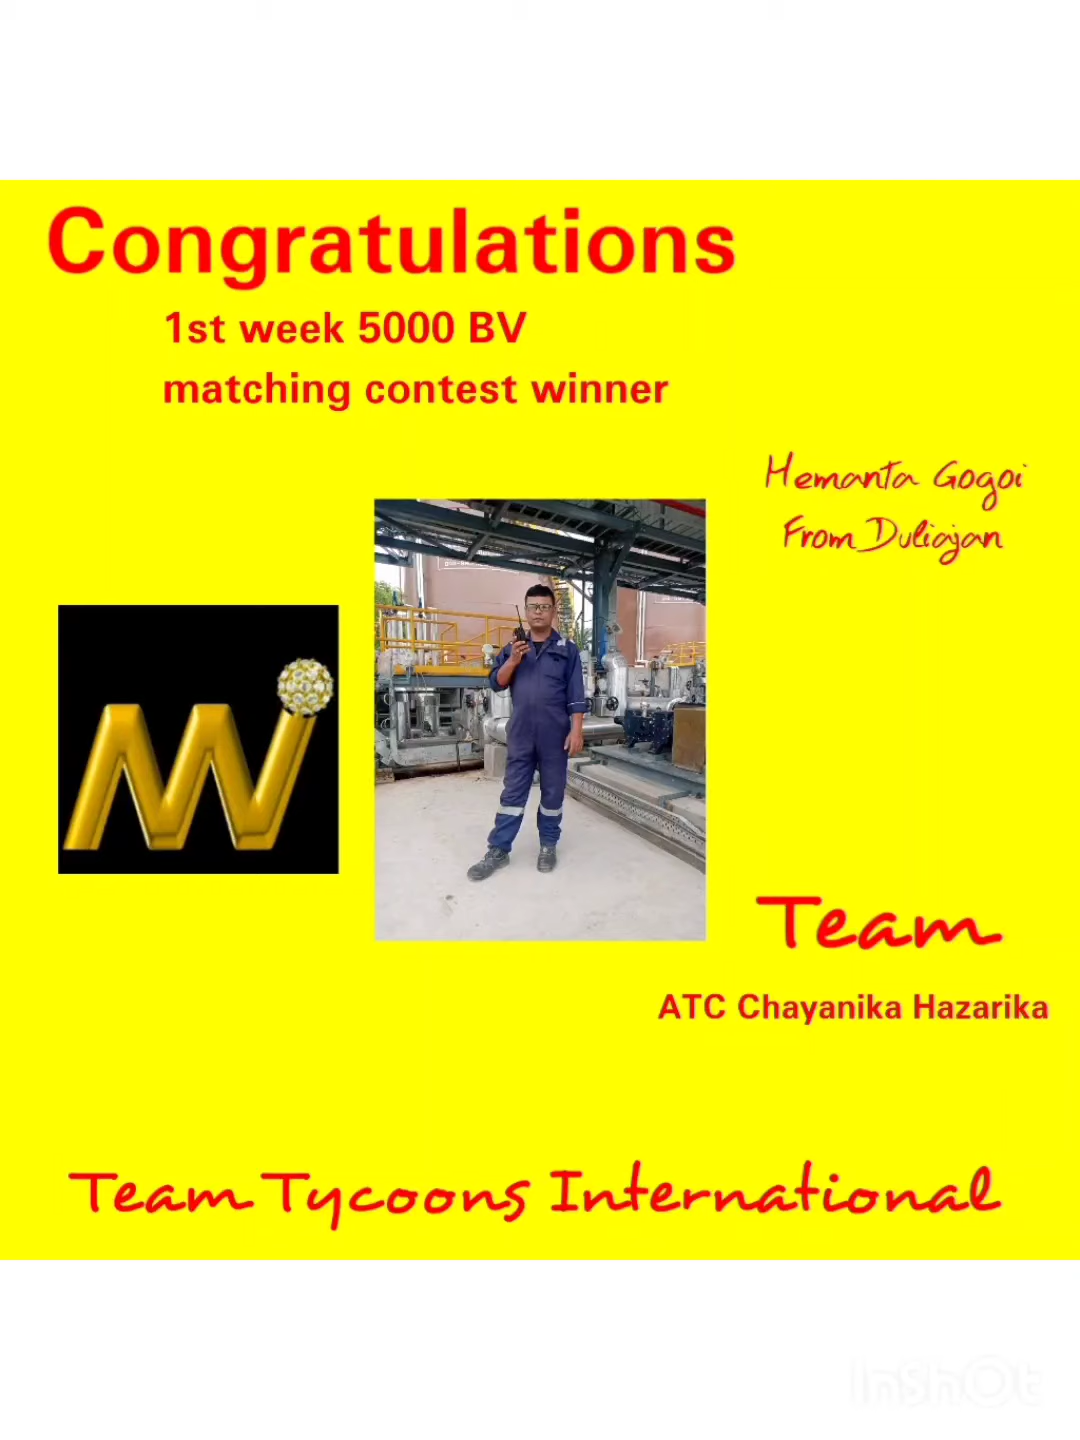 Congratulations
1st week 5000 BV
matching contest winner
Hemanta Gogoi
From Duliajan
Team
ATC Chayanika Hazarika
Team Tycoons International
InShOt